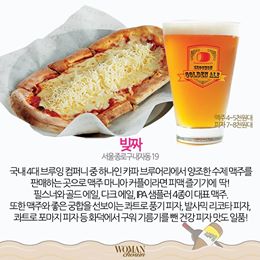 GOLDEN ALE
맥주 4~5천원대
피자 7~8천원대
빚짜
서울종로구내자동 19
국내 4대 브루잉 컴퍼니 중 하나인 카파 브루어리에서 양조한 수제 맥주를
판매하는 곳으로 맥주 마니아 커플이라면 피맥 즐기기에 딱!
필스너와 골드 에일, 다크 에일, IPA 샘플러 4종이 대표 맥주.
또한 맥주와 좋은 궁합을 선보이는 콰트로 풍기 피자, 발사믹 리코타 피자,
콰트로 포마지 피자 등 화덕에서 구워 기름기를 뺀 건강 피자 맛도 일품!
WOMAN
chosun